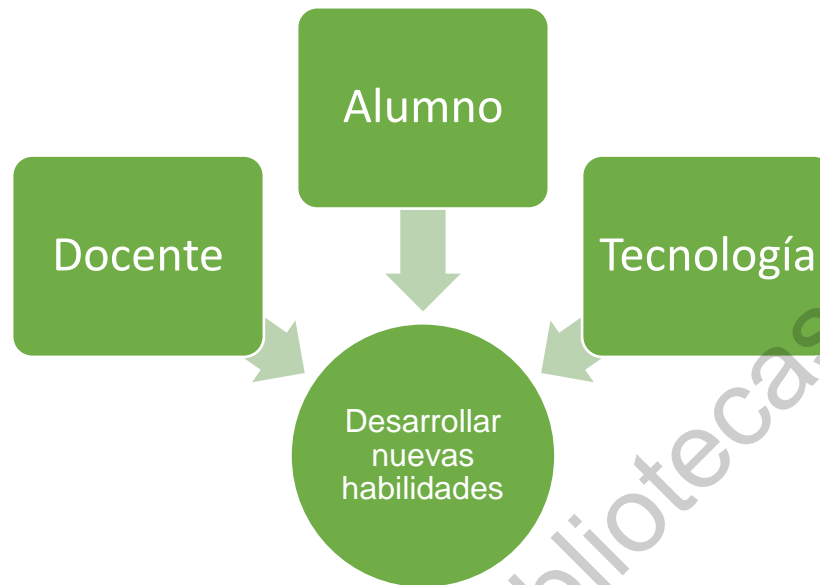 Alumno
Docente
Tecnología
Desarrollar
nuevas
habilidades